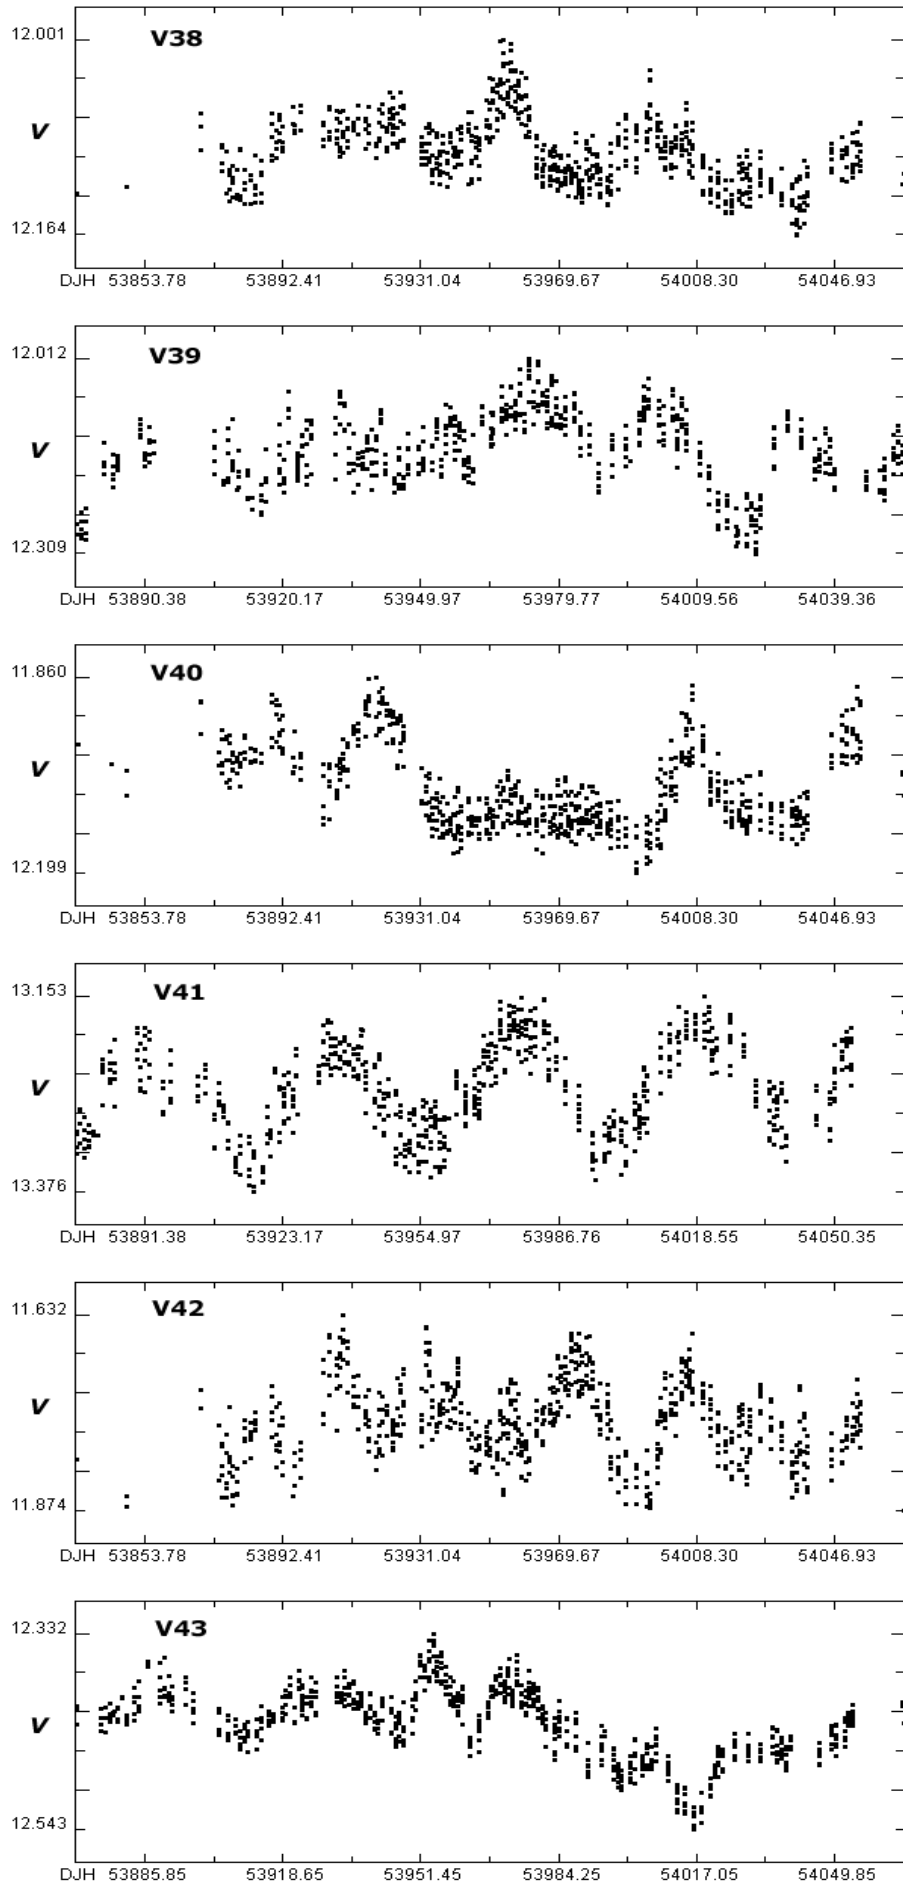 12.001
V38
V
12.164
DJH 53853.78 53892.41 53931.04 53969.67 54008.30 54046.93
12.012
V39
V
12.309
DJH 53890.38 53920.17 53949.97 53979.77 54009.56 54039.36
11.860
V40
V
12.199
DJH 53853.78 53892.41 53931.04 53969.67 54008.30 54046.93
13.153
V41
V
13.376
DJH 53891.38 53923.17 53954.97 53986.76 54018.55 54050.35
11.632
V42
V
11.874
DJH 53853.78 53892.41 53931.04 53969.67 54008.30 54046.93
12.332
V43
V
12.543
DJH 53885.85 53918.65 53951.45 53984.25 54017.05 54049.85